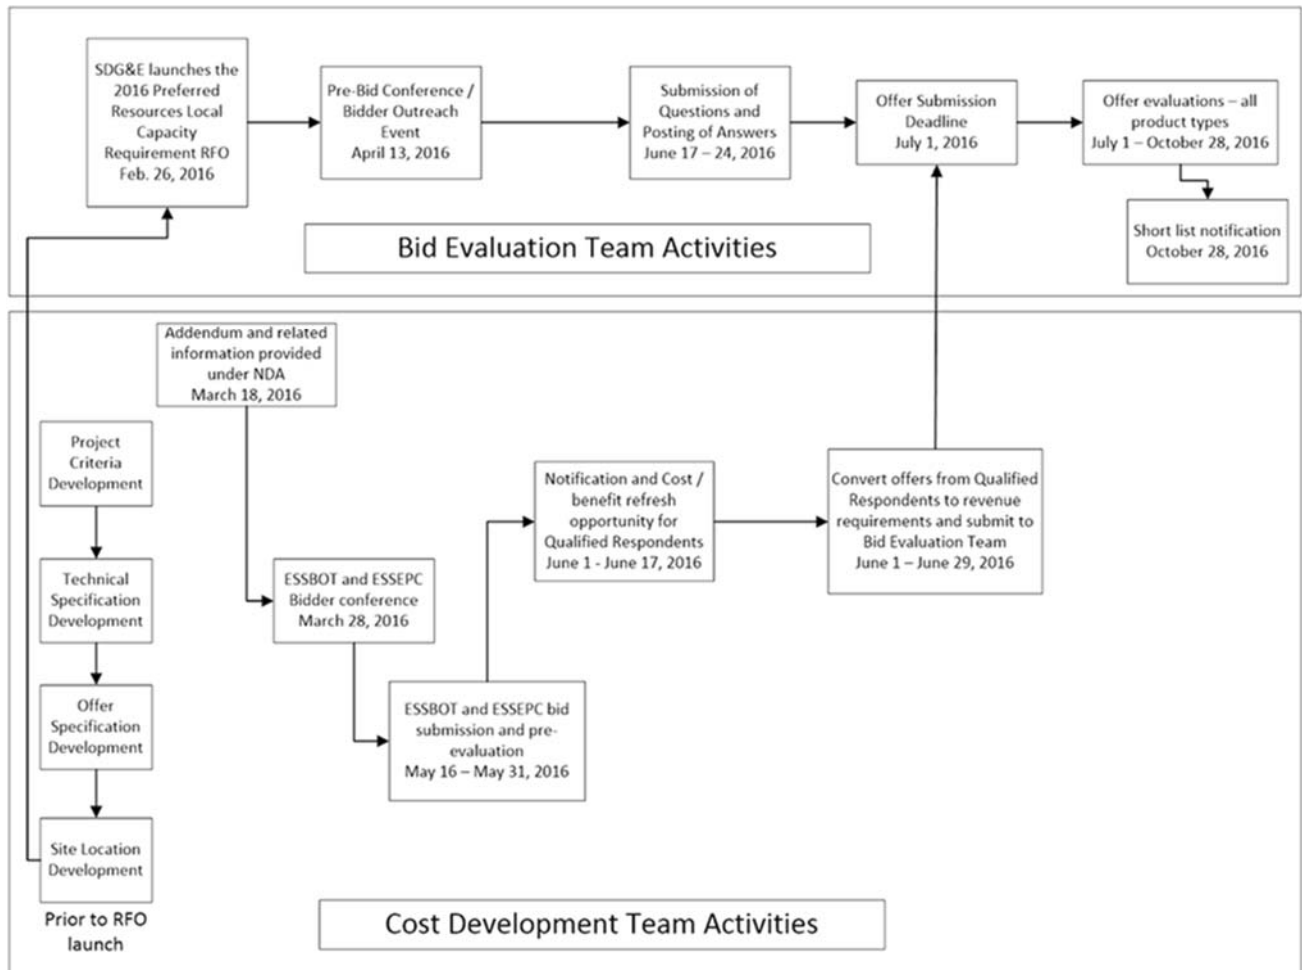 SDG&E launches the
2016 Preferred
Resources Local
Capacity
Requirement RFO
Feb. 26, 2016
Pre-Bid Conference /
Bidder Outreach
Event
April 13, 2016
Submission of
Questions and
Posting of Answers
June 17 – 24, 2016
Offer Submission
Deadline
July 1, 2016
Offer evaluations – all
product types
July 1 – October 28, 2016
Short list notification
October 28, 2016
Bid Evaluation Team Activities
Addendum and related
information provided
under NDA
March 18, 2016
Project
Criteria
Development
Technical
Specification
Development
Offer
Specification
Development
Site Location
Development
Prior to RFO
launch
ESSBOT and ESSEPC
Bidder conference
March 28, 2016
ESSBOT and ESSEPC bid
submission and pre-
evaluation
May 16 – May 31, 2016
Notification and Cost /
benefit refresh
opportunity for
Qualified Respondents
June 1 - June 17, 2016
Convert offers from Qualified
Respondents to revenue
requirements and submit to
Bid Evaluation Team
June 1 – June 29, 2016
Cost Development Team Activities